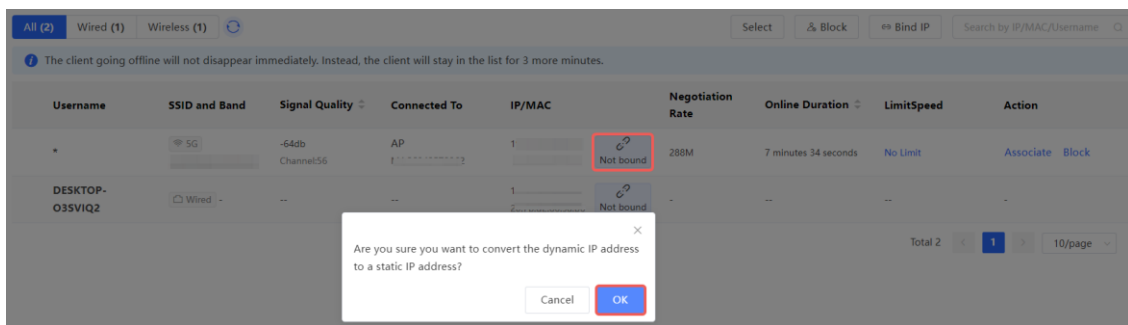 All (2) Wired (1) Wireless (1) Select Block Bind IP Search by IP/MAC/Username
The client going offline will not disappear immediately. Instead, the client will stay in the list for 3 more minutes.
Username SSID and Band Signal Quality Connected To IP/MAC Negotiation Rate Online Duration LimitSpeed Action
* 5G -64db AP 1 Not bound 288M 7 minutes 34 seconds No Limit Associate Block
Channel:56
DESKTOP-
O3SVIQ2 Wired - -- -- 1 Not bound - -- -- -
Are you sure you want to convert the dynamic IP address
to a static IP address?
Total 2 < 1 > 10/page
Cancel OK